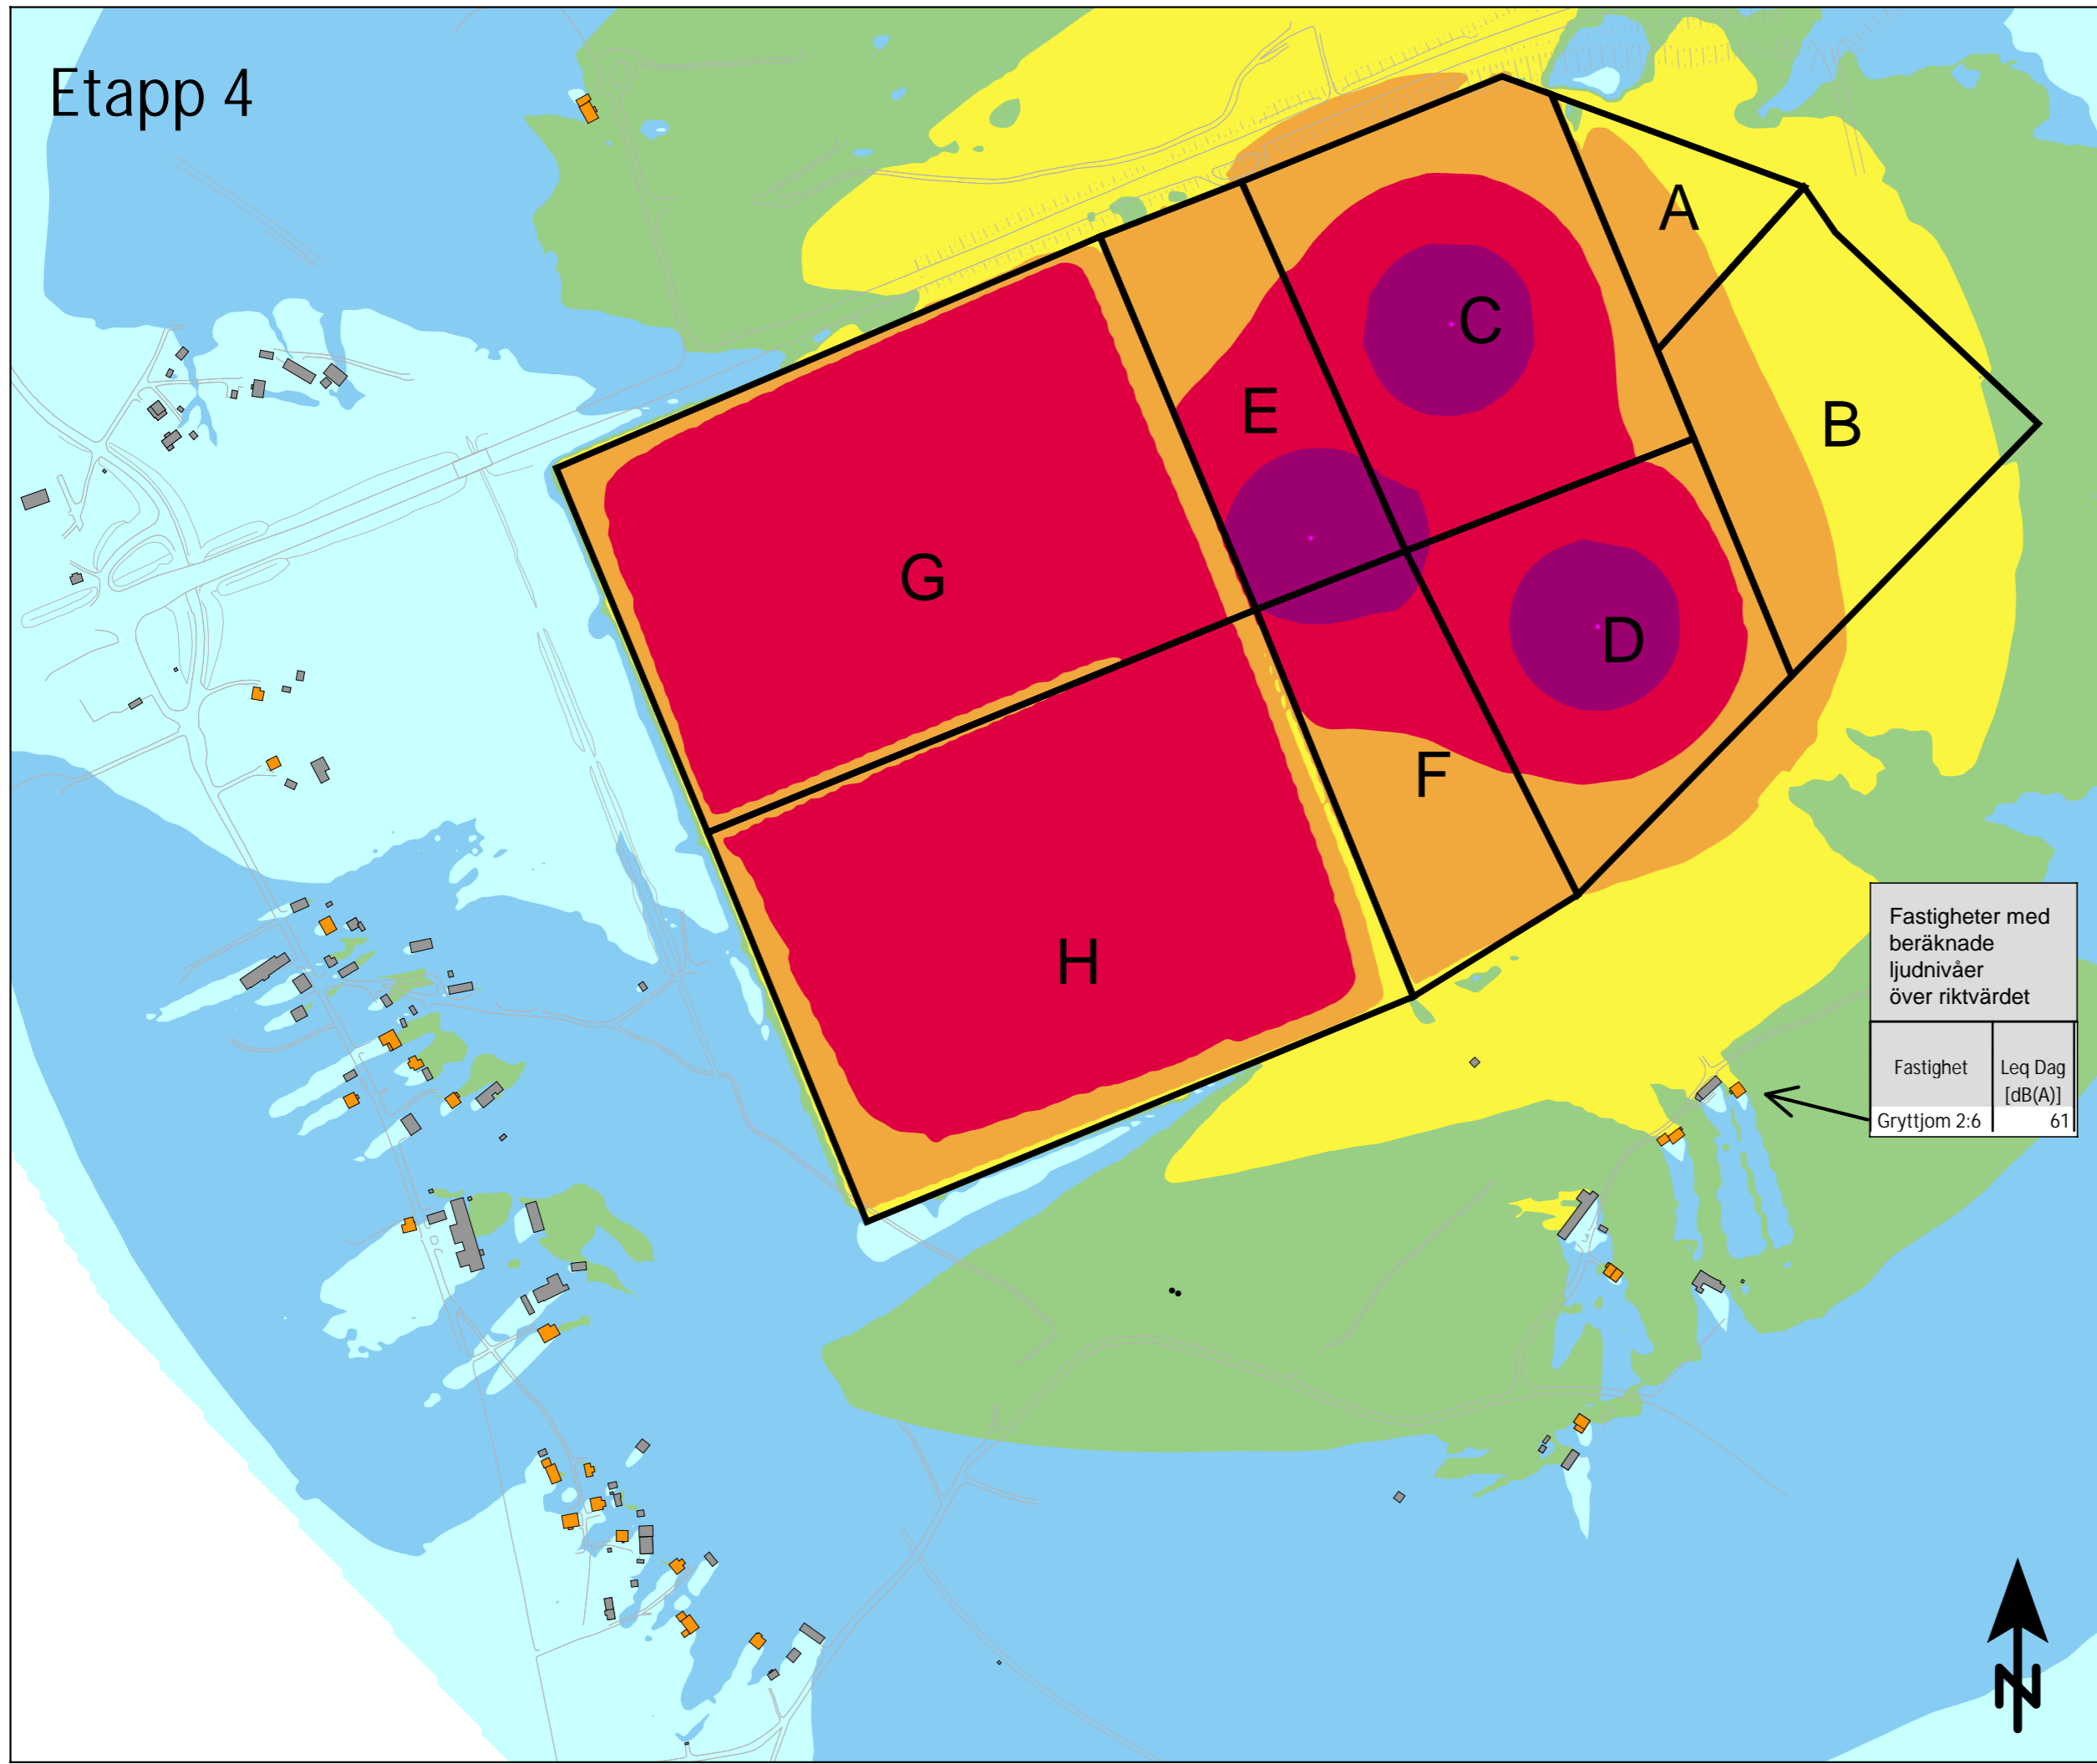 Etapp 4
A
C
B
E
G
D
F
H
Fastigheter med
beräknade
ljudnivåer
över riktvärdet
Fastighet Leq Dag
[dB(A)]
Gryttjom 2:6 61
N